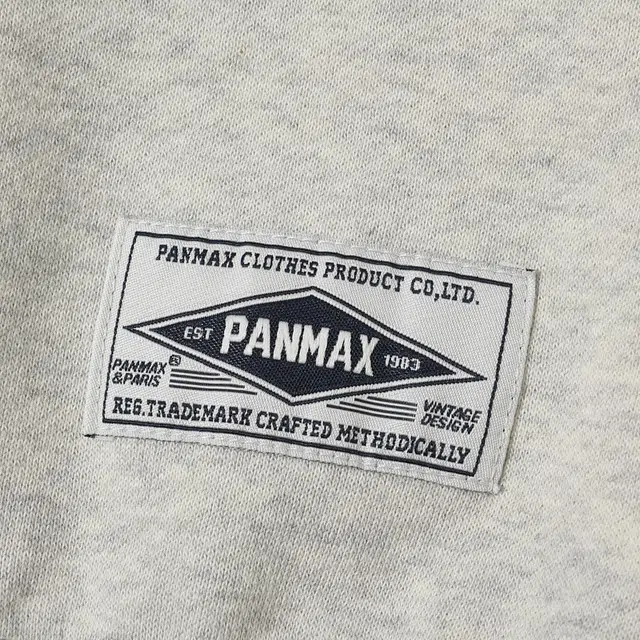 PANMAX CLOTHES PRODUCT CO,LTD.
EST PANMAX 1983
PANMAX®
&PARIS
VINTAGE
DESIGN
REG.TRADEMARK CRAFTED METHODICALLY